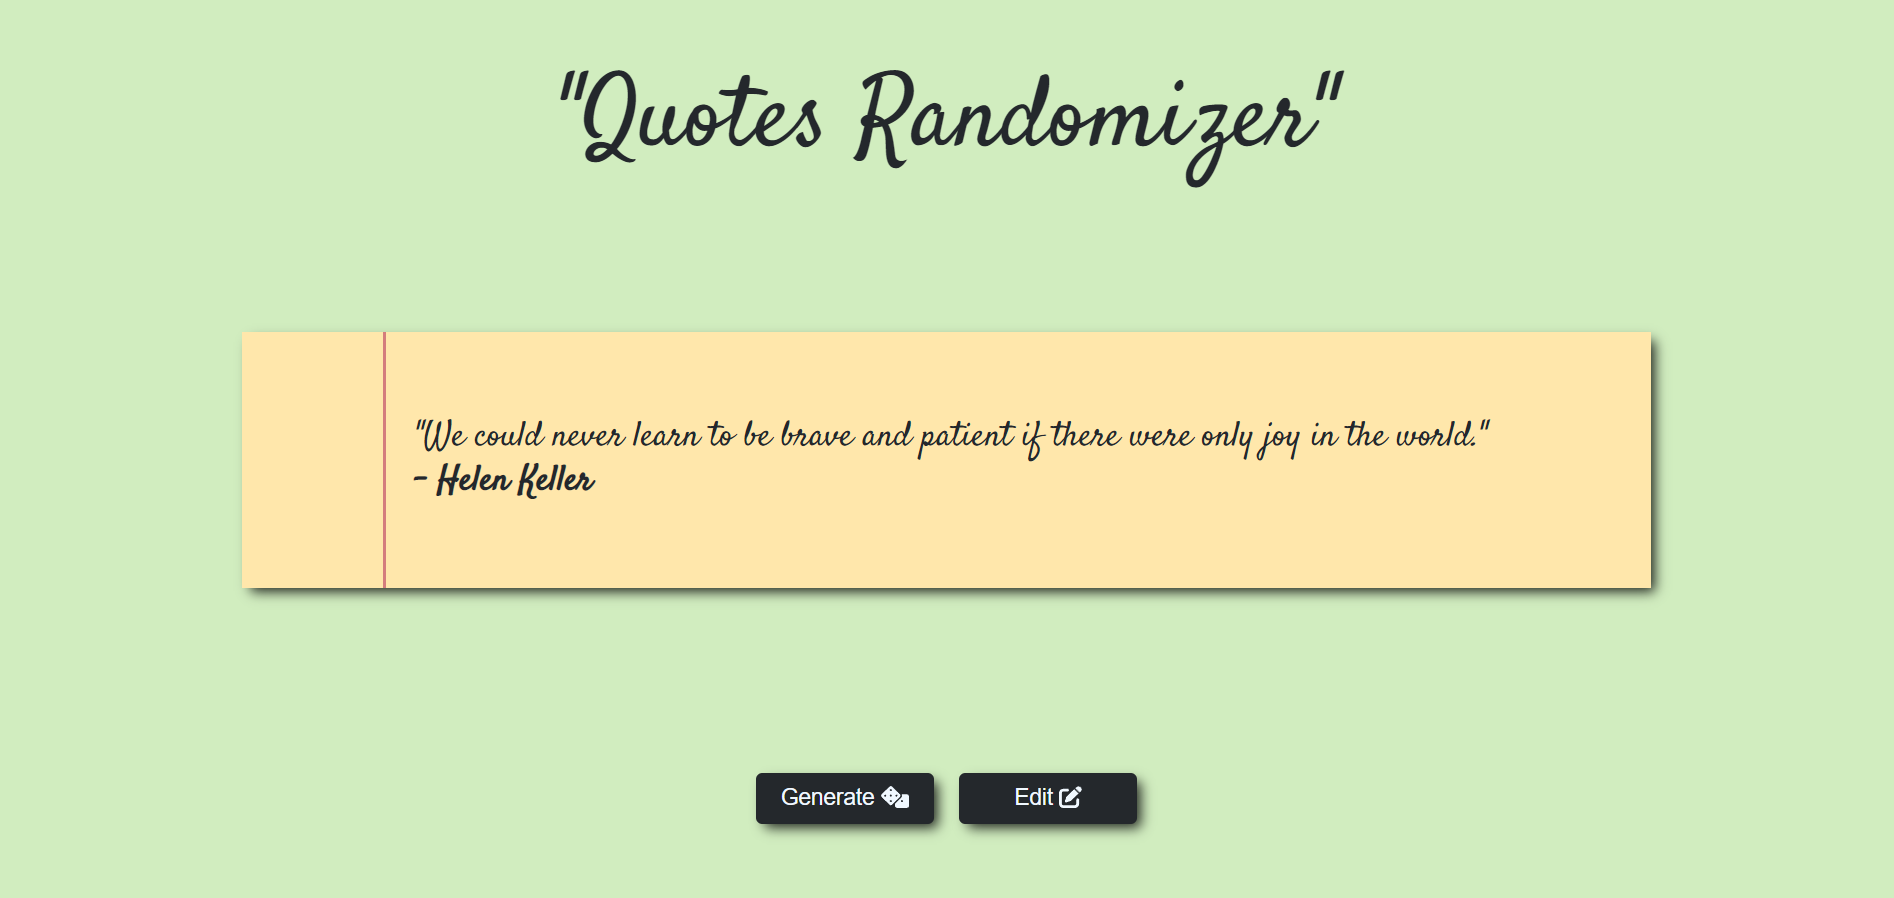 "Quotes Randomizer"
"We could never learn to be brave and patient if there were only joy in the world."
- Helen Keller
Generate
Edit